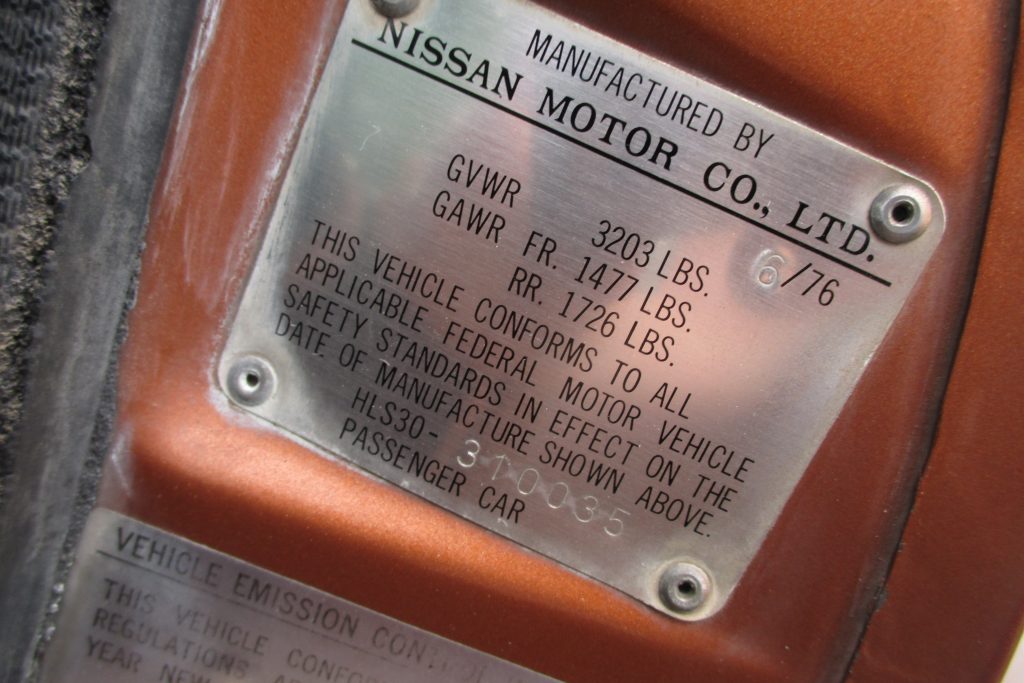 MANUFACTURED BY
NISSAN MOTOR CO., LTD.
6/76
GVWR 3203 LBS.
GAWR FR. 1477 LBS.
RR. 1726 LBS.
THIS VEHICLE CONFORMS TO ALL
APPLICABLE FEDERAL MOTOR VEHICLE
SAFETY STANDARDS IN EFFECT ON THE
DATE OF MANUFACTURE SHOWN ABOVE.
HLS30-310035
PASSENGER CAR
VEHICLE EMISSION
THIS VEHICLE
REGULATIONS
YEAR